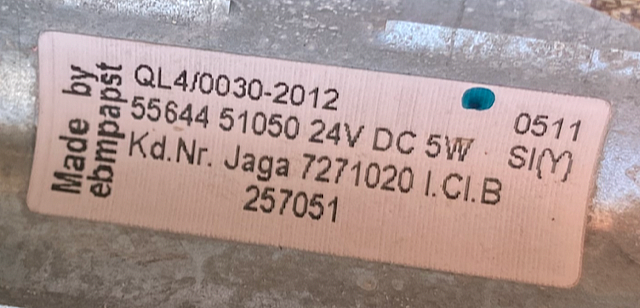 Made by
ebmpapst
QL4/0030-2012
55644 51050 24V DC 5W
0511
SI(Y)
Kd.Nr. Jaga 7271020 I.Cl.B
257051